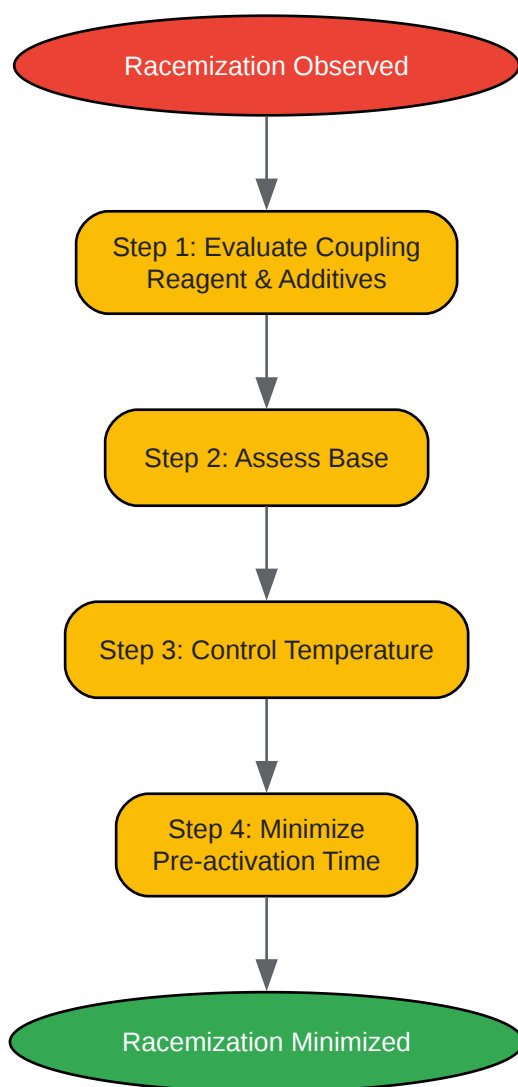 Racemization Observed
Step 1: Evaluate Coupling
Reagent & Additives
Step 2: Assess Base
Step 3: Control Temperature
Step 4: Minimize
Pre-activation Time
Racemization Minimized